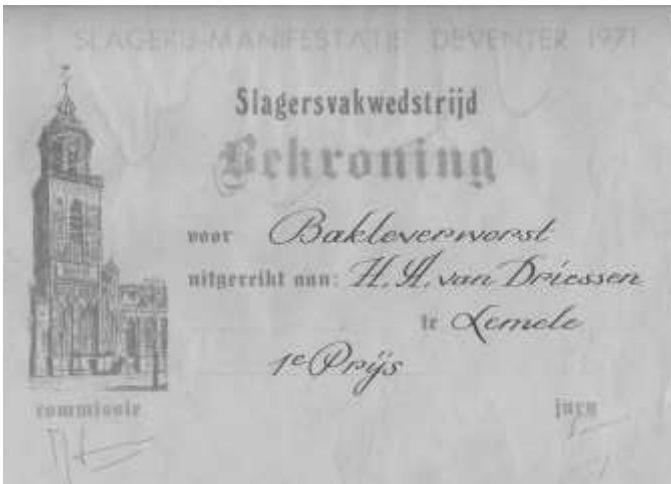 SLAGERIJ-MANIFESTATIE DEVENTER 1971
Slagersvakwedstrijd
Bekroning
voor Bakleverworst
uitgereikt aan: H. A. van Driessen
te Lemele
1e Prijs
commissie jury